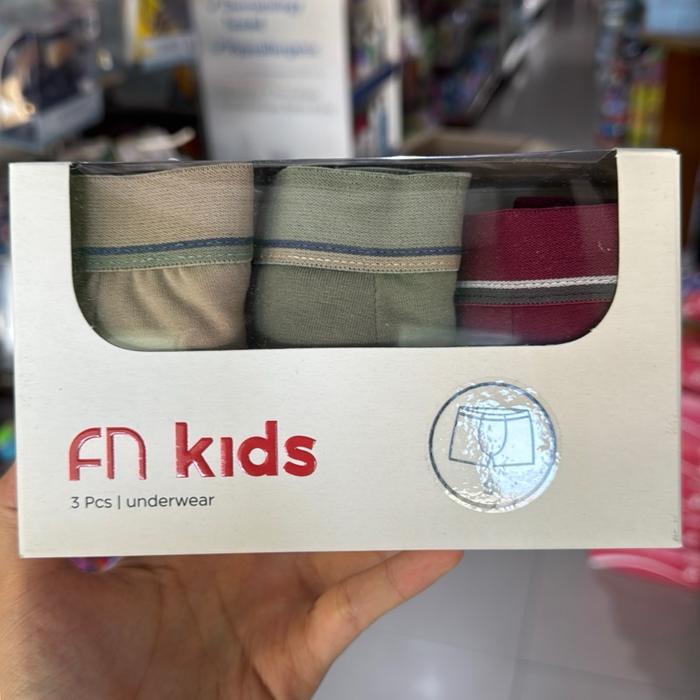 FN kids
3 Pcs | underwear